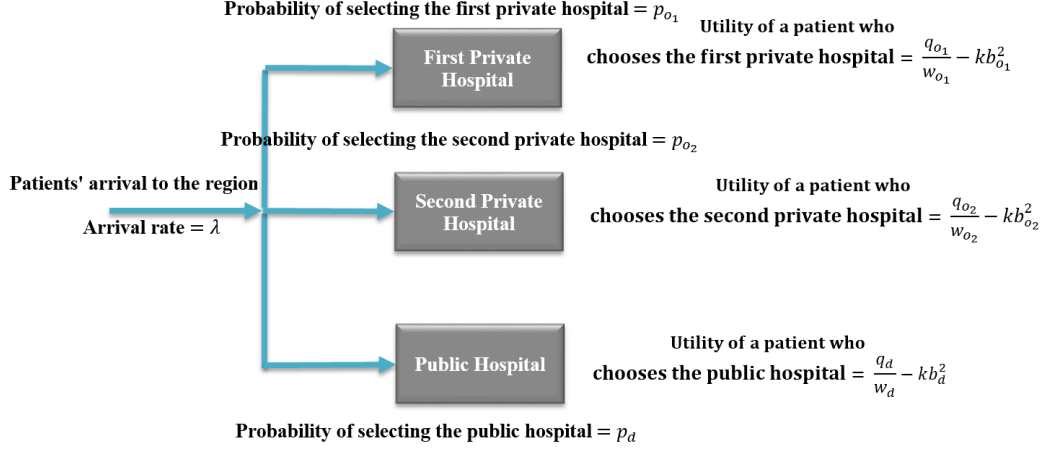 Probability of selecting the first private hospital = p_{o_1}
First Private
Hospital
Utility of a patient who
chooses the first private hospital = \frac{q_{o_1}}{w_{o_1}} − kb_{o_1}^2
Probability of selecting the second private hospital = p_{o_2}
Patients' arrival to the region
Arrival rate = λ
Second Private
Hospital
Utility of a patient who
chooses the second private hospital = \frac{q_{o_2}}{w_{o_2}} − kb_{o_2}^2
Public Hospital
Utility of a patient who
chooses the public hospital = \frac{q_d}{w_d} − kb_d^2
Probability of selecting the public hospital = p_d